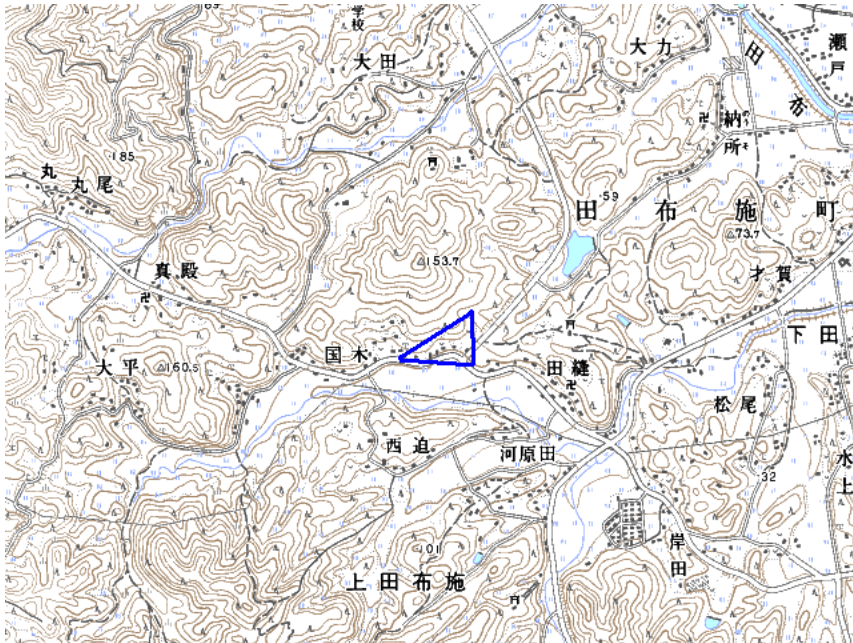 学校
瀬戸
大力
田布
大田
納所
185
丸尾
丸
59
田布施町
73.7
153.7
真殿
才賀
下田
国木
大平
160.5
田縫
松尾
西迫
河原田
水上
32
101
岸田
上田布施